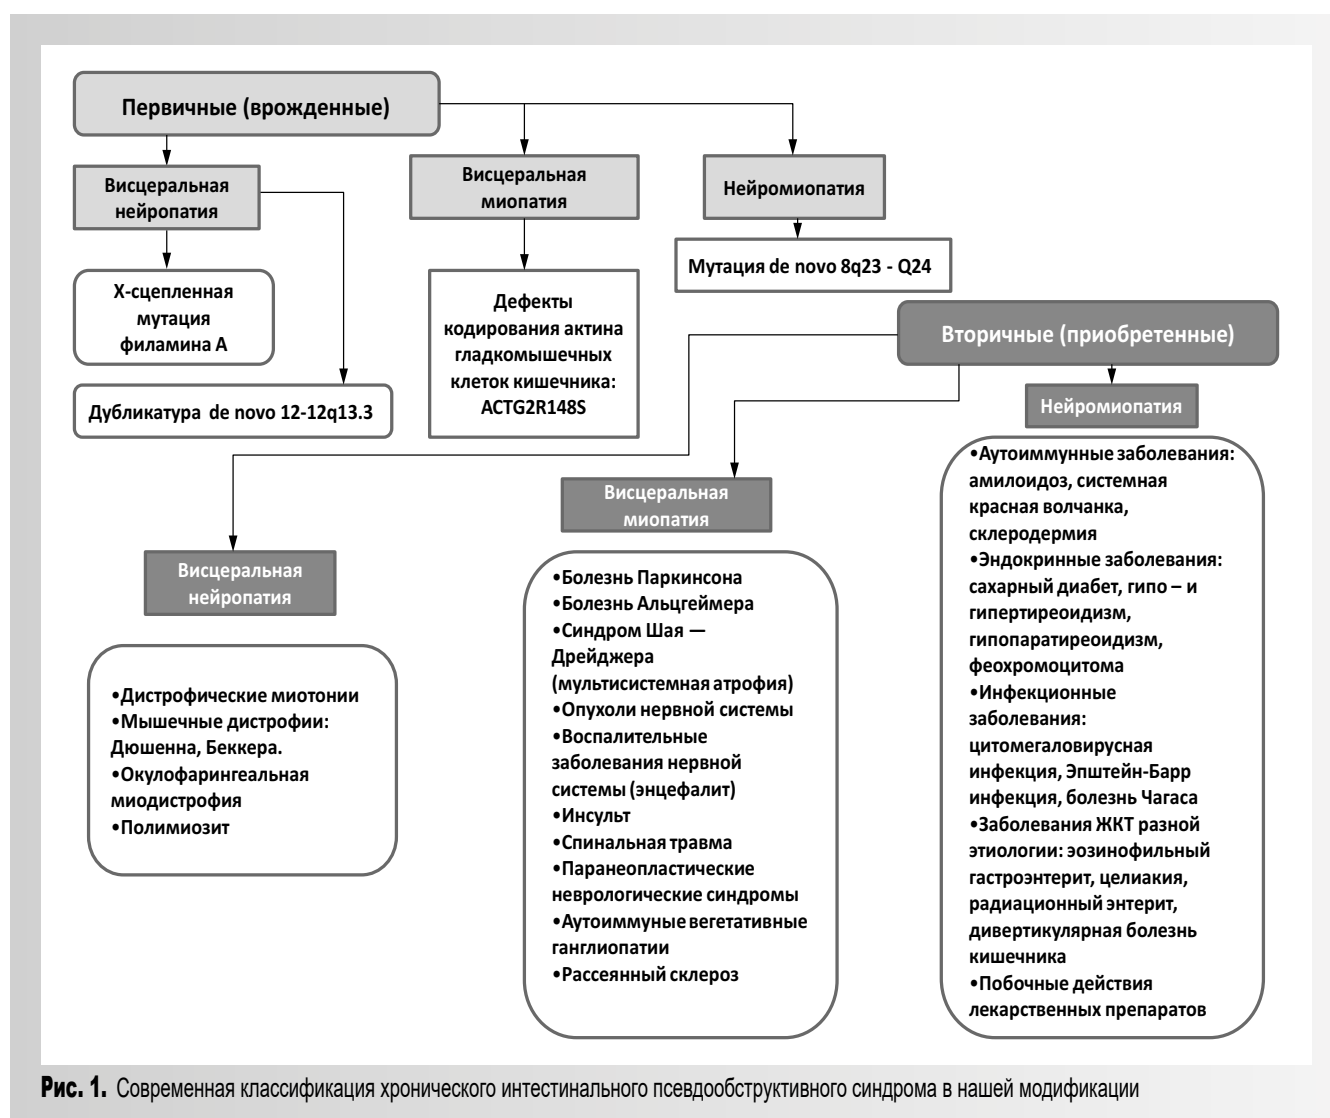 Первичные (врожденные)
Висцеральная
нейропатия
Висцеральная
миопатия
Нейромиопатия
Х-сцепленная
мутация
филамина А
Дубликатура de novo 12-12q13.3
Дефекты
кодирования актина
гладкомышечных
клеток кишечника:
ACTG2R148S
Мутация de novo 8q23 - Q24
Вторичные (приобретенные)
Висцеральная
нейропатия
•Дистрофические миотонии
•Мышечные дистрофии:
Дюшенна, Беккера.
•Окулофарингеальная
миодистрофия
•Полимиозит
Висцеральная
миопатия
•Болезнь Паркинсона
•Болезнь Альцгеймера
•Синдром Шая —
Дрейджера
(мультисистемная атрофия)
•Опухоли нервной системы
•Воспалительные
заболевания нервной
системы (энцефалит)
•Инсульт
•Спинальная травма
•Паранеопластические
неврологические синдромы
•Аутоиммуные вегетативные
ганглиопатии
•Рассеянный склероз
Нейромиопатия
•Аутоиммунные заболевания:
амилоидоз, системная
красная волчанка,
склеродермия
•Эндокринные заболевания:
сахарный диабет, гипо – и
гипертиреоидизм,
гипопаратиреоидизм,
феохромоцитома
•Инфекционные
заболевания:
цитомегаловирусная
инфекция, Эпштейн-Барр
инфекция, болезнь Чагаса
•Заболевания ЖКТ разной
этиологии: эозинофильный
гастроэнтерит, целиакия,
радиационный энтерит,
дивертикулярная болезнь
кишечника
•Побочные действия
лекарственных препаратов
Рис. 1. Современная классификация хронического интестинального псевдообструктивного синдрома в нашей модификации